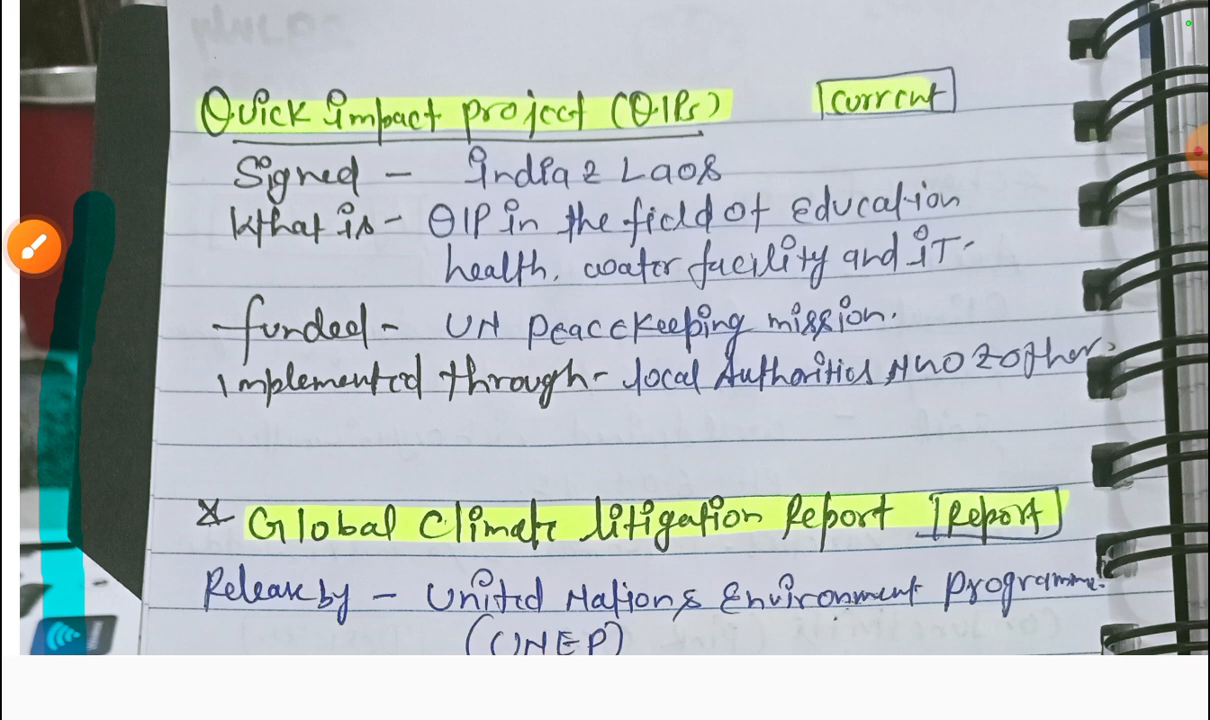 Quick impact project (QIPs) [current]
Signed - India & Laos
What is - QIP in the field of Education
health, water facility and IT.
funded - UN Peacekeeping mission.
Implemented through - local Authorities, NGO & other.
* Global Climate litigation Report [Report]
Release by - United Nations Environment Programme.
(UNEP)